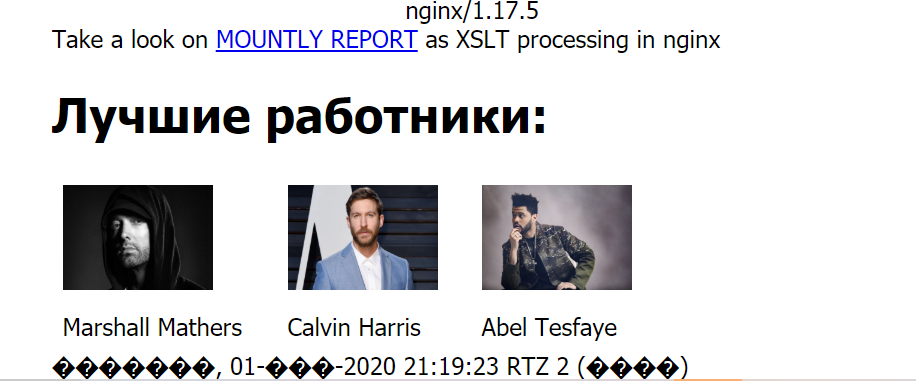 nginx/1.17.5
Take a look on MOUNTLY REPORT as XSLT processing in nginx
Лучшие работники:
Marshall Mathers
Calvin Harris
Abel Tesfaye
�������, 01-���-2020 21:19:23 RTZ 2 (����)